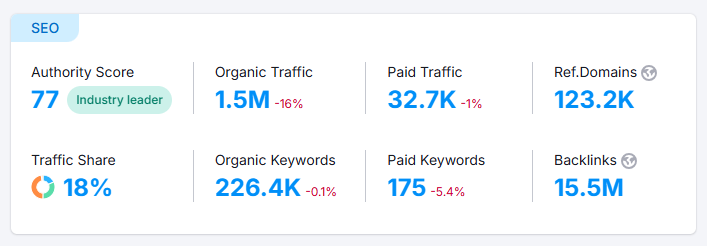 SEO
Authority Score
77 Industry leader
Organic Traffic
1.5M -16%
Paid Traffic
32.7K -1%
Ref.Domains
123.2K
Traffic Share
18%
Organic Keywords
226.4K -0.1%
Paid Keywords
175 -5.4%
Backlinks
15.5M